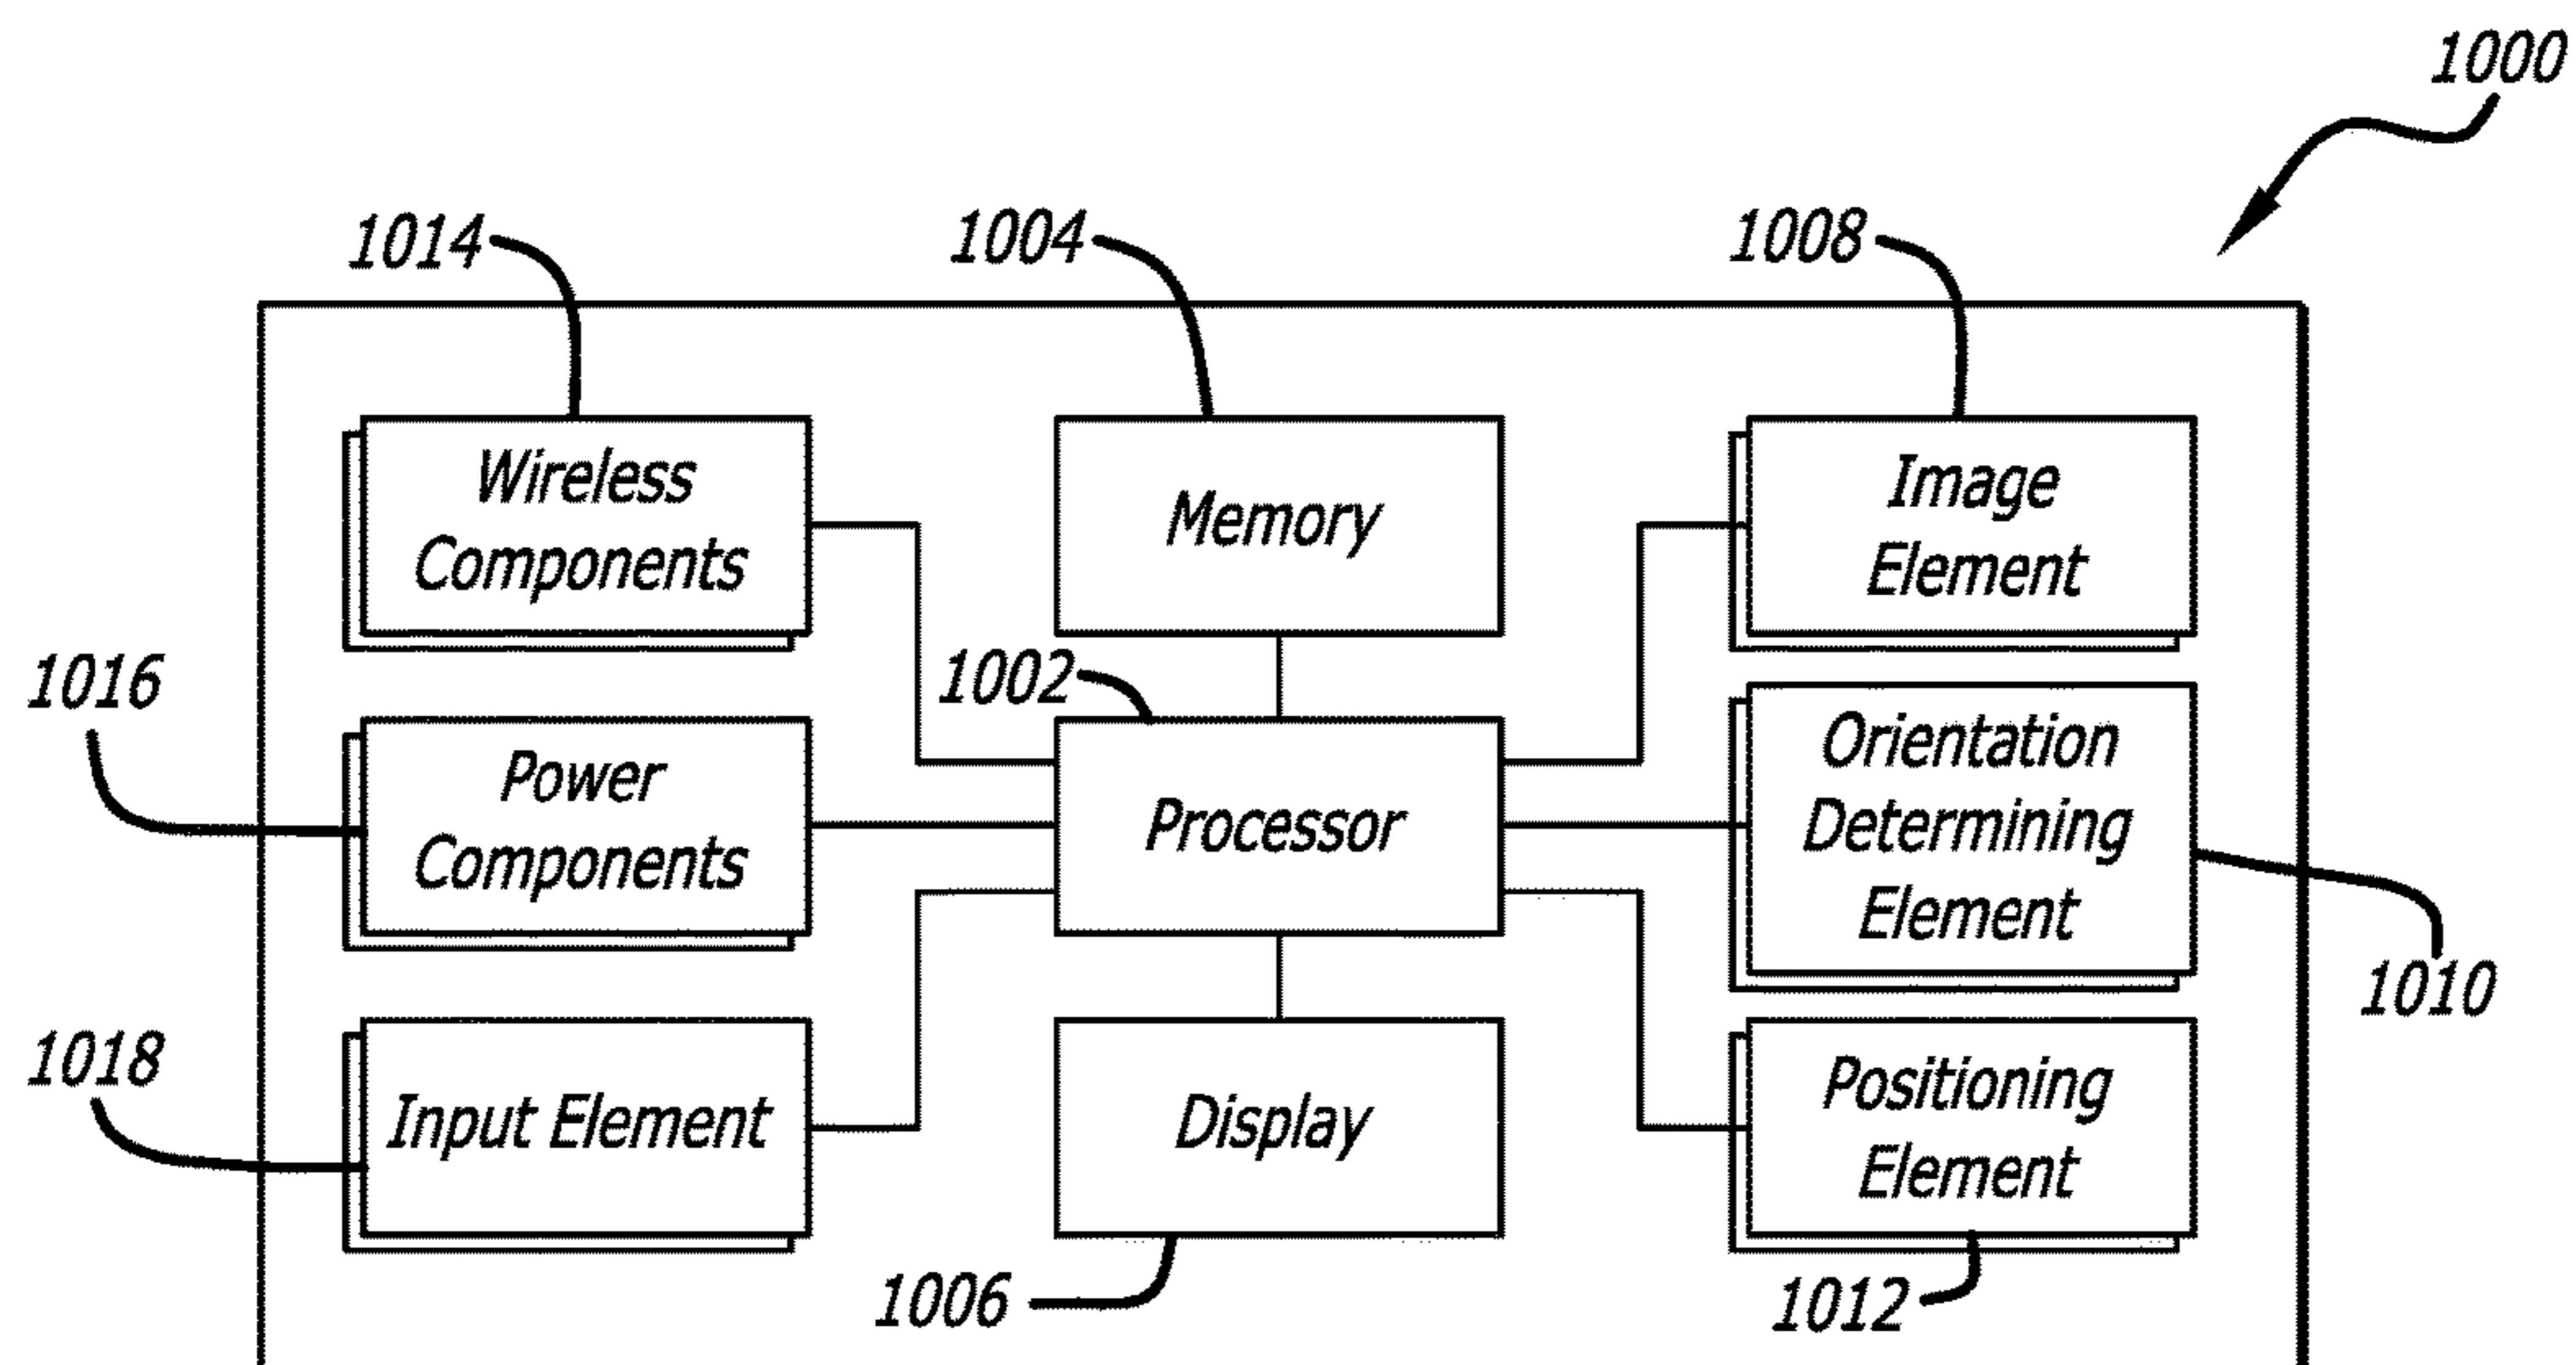 1000
1014
1004
1008
Wireless
Components
Memory
Image
Element
1016
1002
Power
Components
Processor
Orientation
Determining
Element
1010
1018
Input Element
Display
Positioning
Element
1006
1012